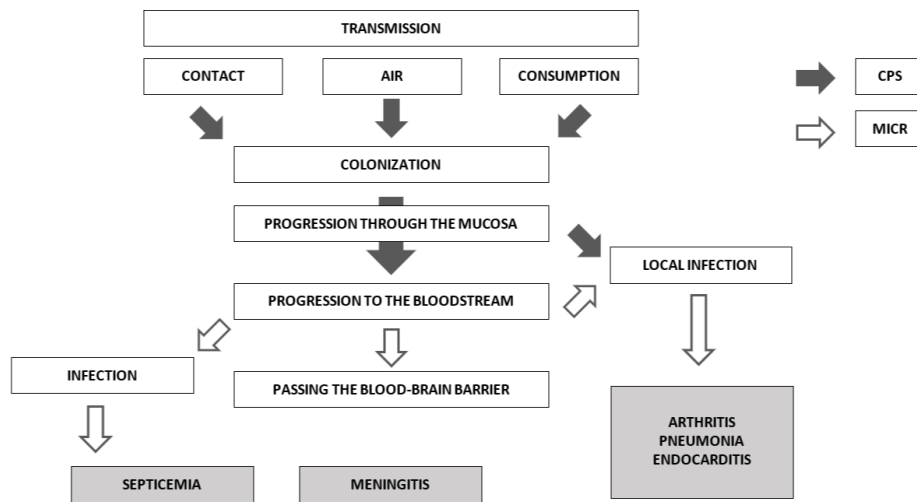 TRANSMISSION
CONTACT
AIR
CONSUMPTION
CPS
MICR
COLONIZATION
PROGRESSION THROUGH THE MUCOSA
LOCAL INFECTION
PROGRESSION TO THE BLOODSTREAM
INFECTION
PASSING THE BLOOD-BRAIN BARRIER
ARTHRITIS
PNEUMONIA
ENDOCARDITIS
SEPTICEMIA
MENINGITIS